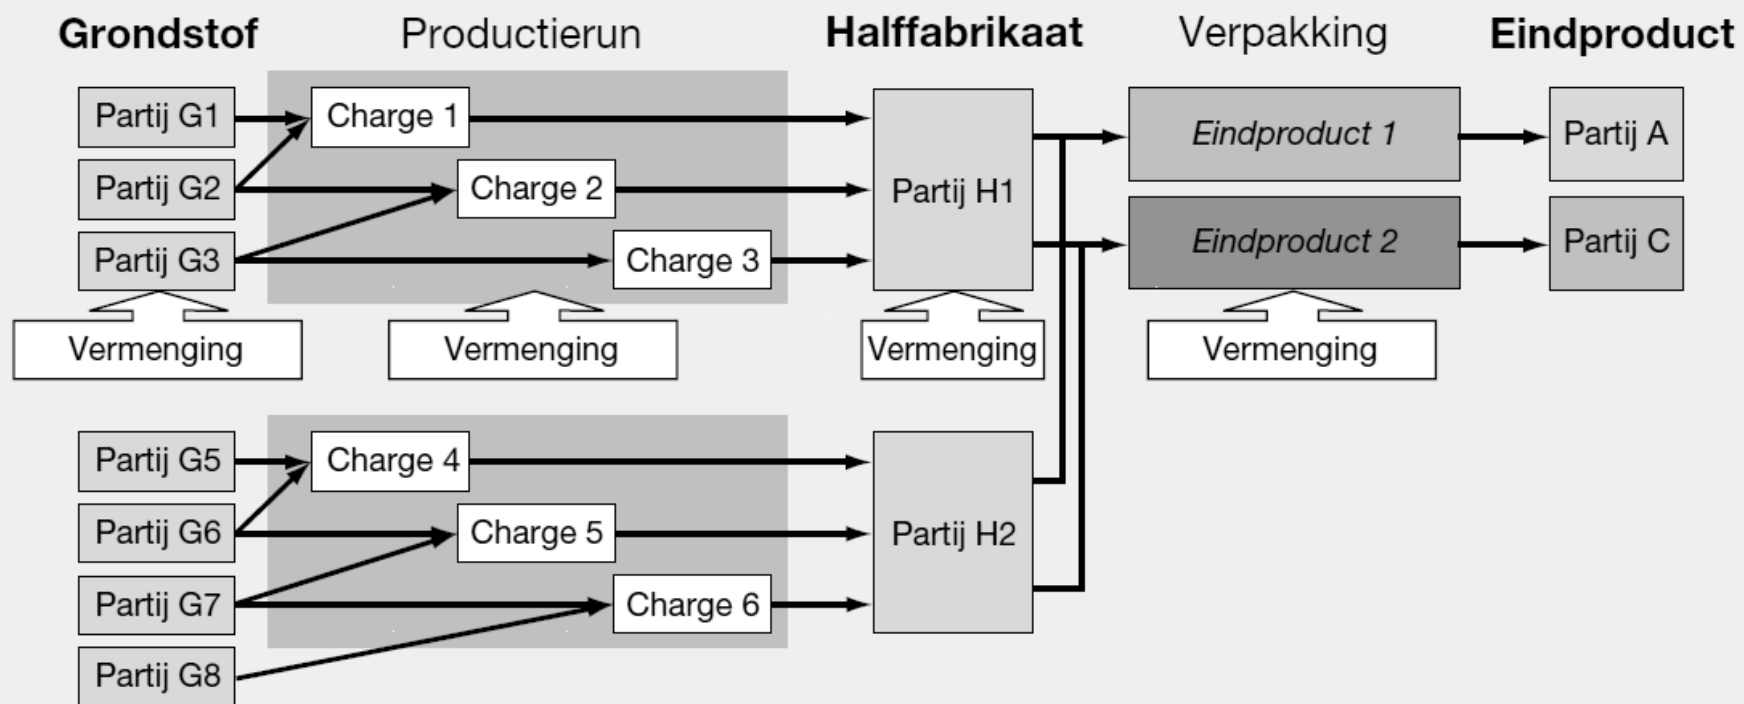 Grondstof
Productierun
Halffabrikaat
Verpakking
Eindproduct
Partij G1
Charge 1
Partij G2
Charge 2
Partij G3
Charge 3
Partij H1
Eindproduct 1
Partij A
Eindproduct 2
Partij C
Vermenging
Vermenging
Vermenging
Vermenging
Partij G5
Charge 4
Partij G6
Charge 5
Partij G7
Charge 6
Partij G8
Partij H2